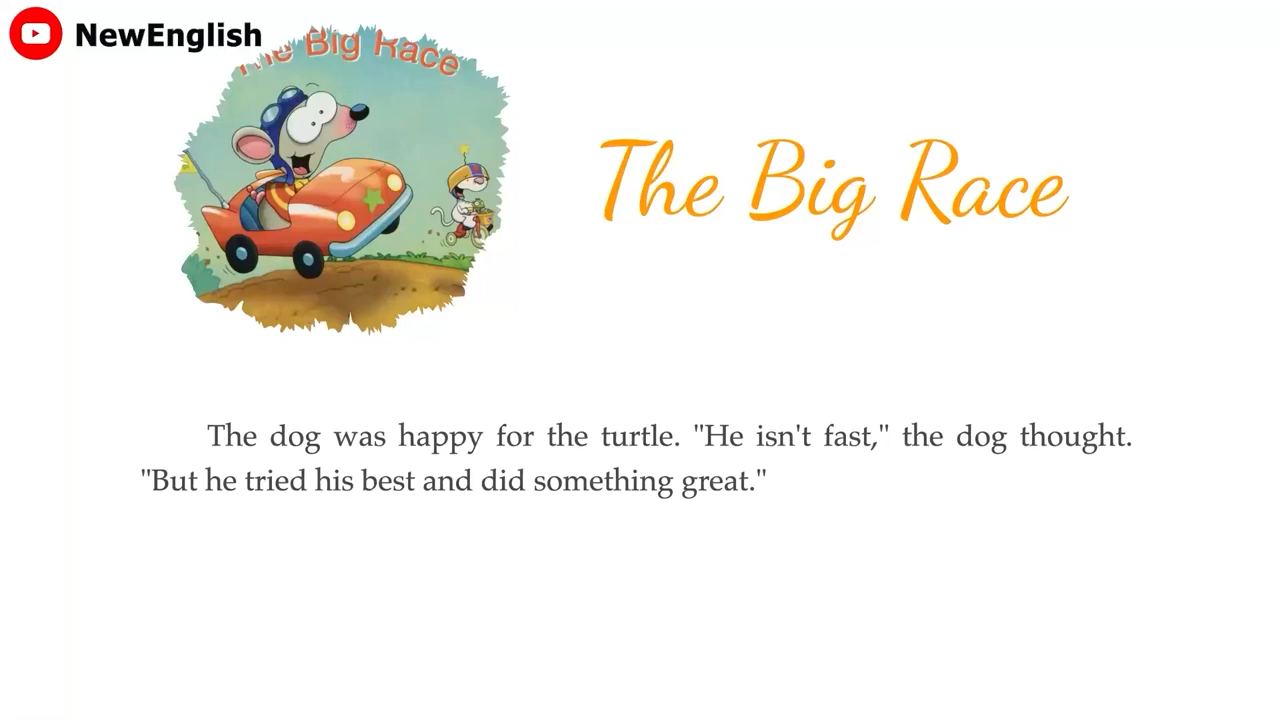 NewEnglish
The Big Race
The Big Race
The dog was happy for the turtle. "He isn't fast," the dog thought.
"But he tried his best and did something great."